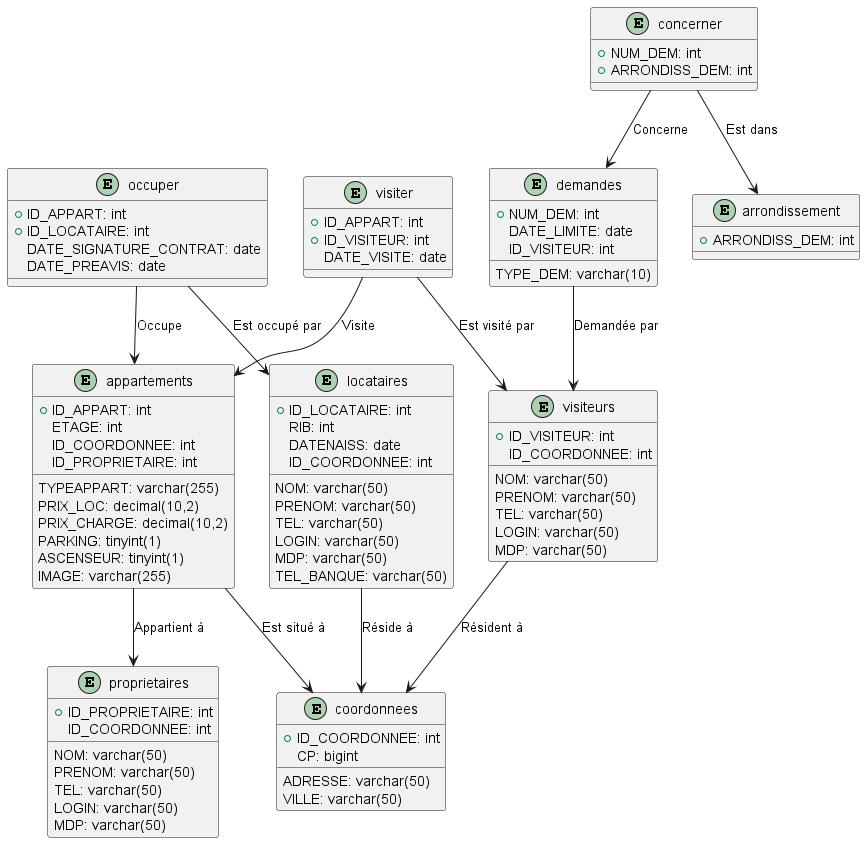 E concerner
NUM_DEM: int
ARRONDISS_DEM: int
Concerne
Est dans
E occuper
ID_APPART: int
ID_LOCATAIRE: int
DATE_SIGNATURE_CONTRAT: date
DATE_PREAVIS: date
E visiter
ID_APPART: int
ID_VISITEUR: int
DATE_VISITE: date
E demandes
NUM_DEM: int
DATE_LIMITE: date
ID_VISITEUR: int
TYPE_DEM: varchar(10)
E arrondissement
ARRONDISS_DEM: int
Occupe
Est occupé par
Visite
Est visité par
Demandée par
E appartements
ID_APPART: int
ETAGE: int
ID_COORDONNEE: int
ID_PROPRIETAIRE: int
TYPEAPPART: varchar(255)
PRIX_LOC: decimal(10,2)
PRIX_CHARGE: decimal(10,2)
PARKING: tinyint(1)
ASCENSEUR: tinyint(1)
IMAGE: varchar(255)
E locataires
ID_LOCATAIRE: int
RIB: int
DATENAISS: date
ID_COORDONNEE: int
NOM: varchar(50)
PRENOM: varchar(50)
TEL: varchar(50)
LOGIN: varchar(50)
MDP: varchar(50)
TEL_BANQUE: varchar(50)
E visiteurs
ID_VISITEUR: int
ID_COORDONNEE: int
NOM: varchar(50)
PRENOM: varchar(50)
TEL: varchar(50)
LOGIN: varchar(50)
MDP: varchar(50)
Appartient à
Est situé à
Réside à
Résident à
E proprietaires
ID_PROPRIETAIRE: int
ID_COORDONNEE: int
NOM: varchar(50)
PRENOM: varchar(50)
TEL: varchar(50)
LOGIN: varchar(50)
MDP: varchar(50)
E coordonnees
ID_COORDONNEE: int
CP: bigint
ADRESSE: varchar(50)
VILLE: varchar(50)